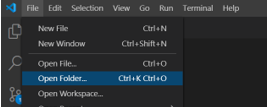 File Edit Selection View Go Run Terminal Help
New File Ctrl+N
New Window Ctrl+Shift+N
Open File... Ctrl+O
Open Folder... Ctrl+K Ctrl+O
Open Workspace...